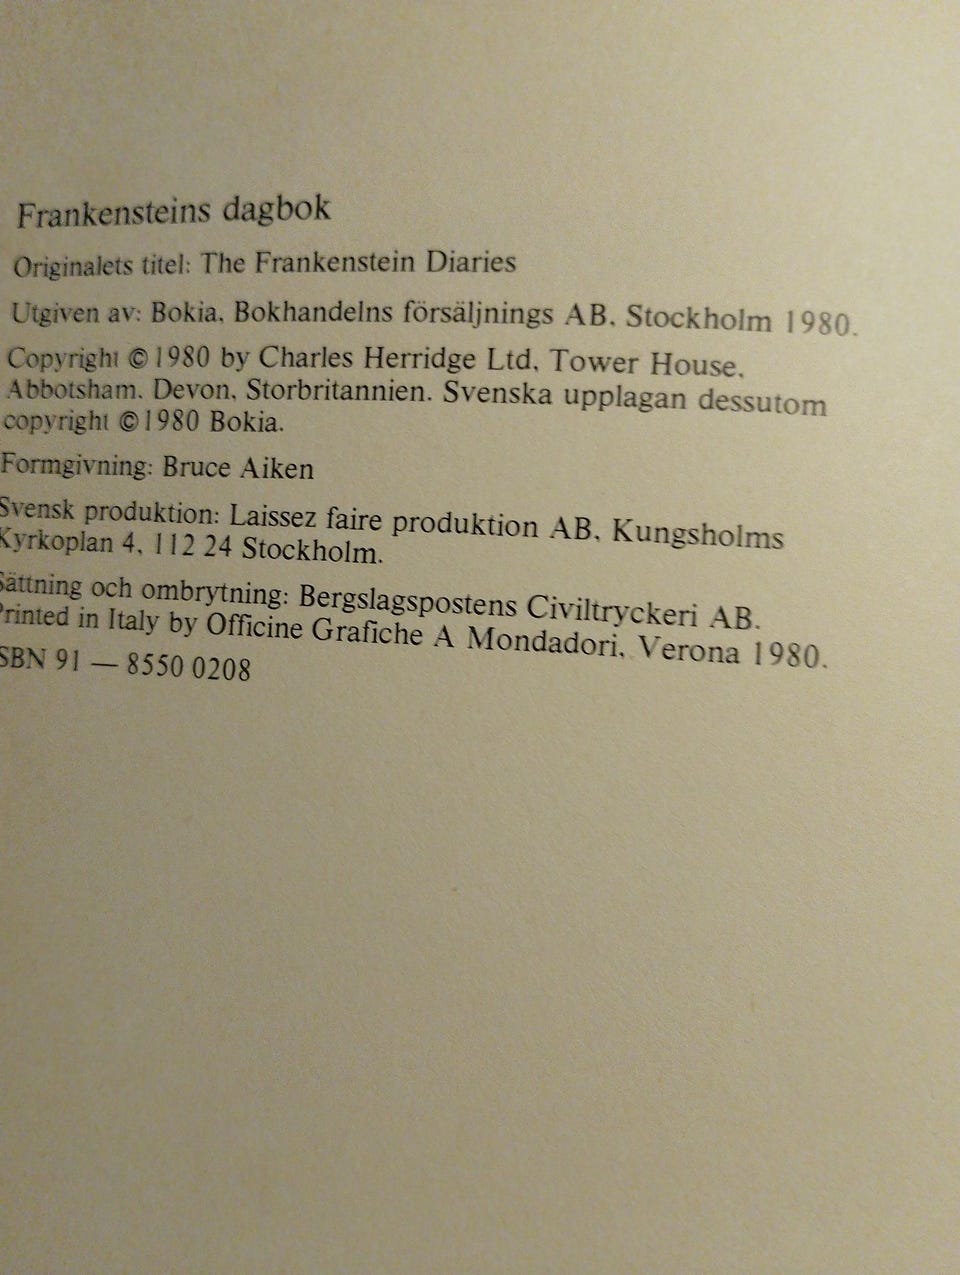 Frankensteins dagbok
Originalets titel: The Frankenstein Diaries
Utgiven av: Bokia, Bokhandelns försäljnings AB, Stockholm 1980.
Copyright © 1980 by Charles Herridge Ltd, Tower House,
Abbotsham, Devon, Storbritannien. Svenska upplagan dessutom
copyright © 1980 Bokia.
Formgivning: Bruce Aiken
Svensk produktion: Laissez faire produktion AB, Kungsholms
Kyrkoplan 4, 112 24 Stockholm.
Sättning och ombrytning: Bergslagspostens Civiltryckeri AB.
Printed in Italy by Officine Grafiche A Mondadori, Verona 1980.
ISBN 91 — 8550 0208